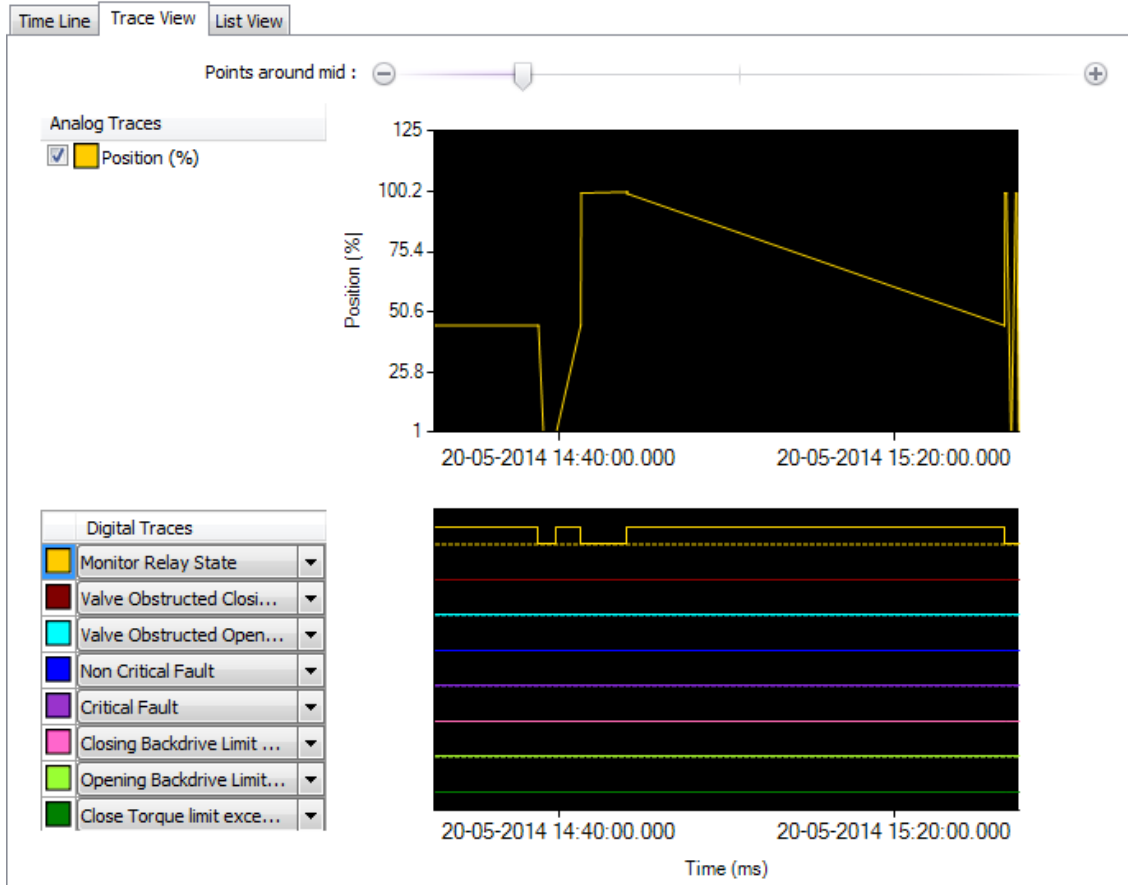 Time Line Trace View List View
Points around mid :
Analog Traces
Position (%)
125
100.2
75.4
50.6
25.8
1
Position (%|
20-05-2014 14:40:00.000 20-05-2014 15:20:00.000
Digital Traces
Monitor Relay State
Valve Obstructed Closi...
Valve Obstructed Open...
Non Critical Fault
Critical Fault
Closing Backdrive Limit ...
Opening Backdrive Limit...
Close Torque limit exce...
20-05-2014 14:40:00.000 20-05-2014 15:20:00.000
Time (ms)